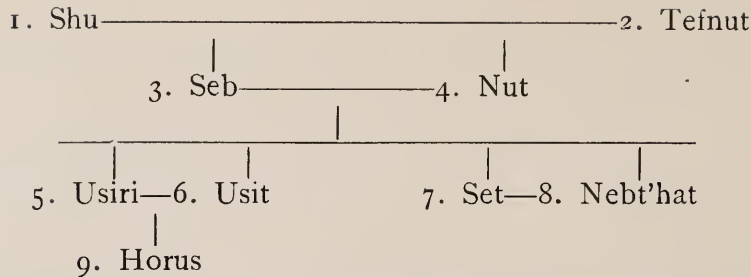 1. Shu 2. Tefnut
3. Seb 4. Nut
5. Usiri—6. Usit 7. Set—8. Nebt'hat
9. Horus